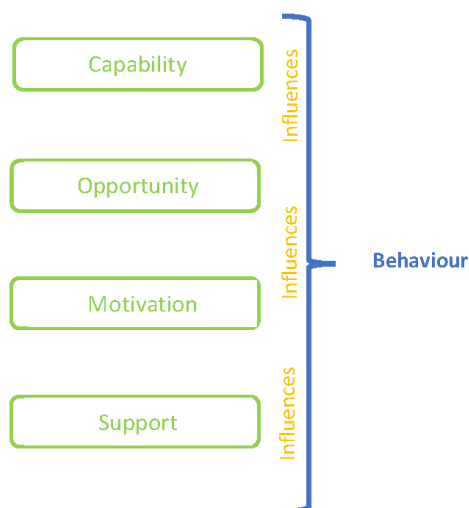 Capability
Influences
Opportunity
Influences
Behaviour
Motivation
Influences
Support